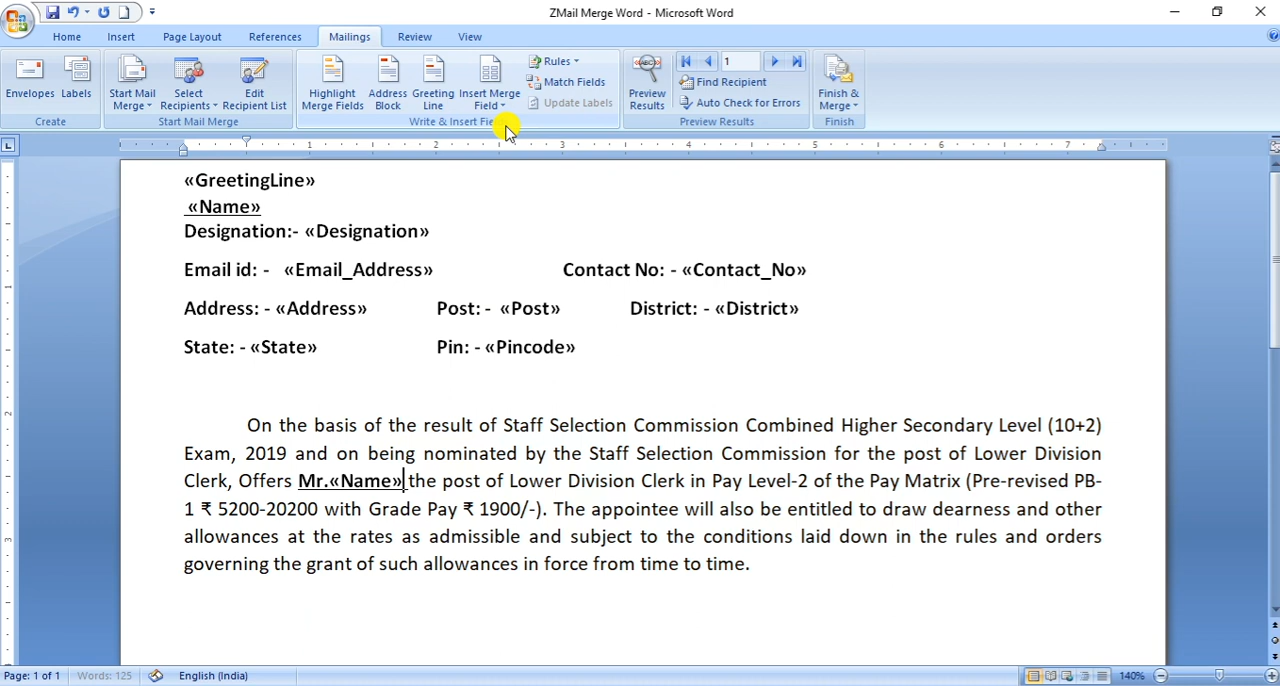 ZMail Merge Word - Microsoft Word
Home Insert Page Layout References Mailings Review View
Envelopes Labels Start Mail Merge Select Recipients Edit Recipient List Highlight Merge Fields Address Block Greeting Line Insert Merge Field Rules Match Fields Update Labels Preview Results 1 Find Recipient Auto Check for Errors Finish & Merge
Create Start Mail Merge Write & Insert Preview Results Finish
1 2 3 4 5 6 7
«GreetingLine»
«Name»
Designation:- «Designation»
Email id: - «Email_Address» Contact No: - «Contact_No»
Address: - «Address» Post: - «Post» District: - «District»
State: - «State» Pin: - «Pincode»
On the basis of the result of Staff Selection Commission Combined Higher Secondary Level (10+2)
Exam, 2019 and on being nominated by the Staff Selection Commission for the post of Lower Division
Clerk, Offers Mr.«Name» the post of Lower Division Clerk in Pay Level-2 of the Pay Matrix (Pre-revised PB-
1 ₹ 5200-20200 with Grade Pay ₹ 1900/-). The appointee will also be entitled to draw dearness and other
allowances at the rates as admissible and subject to the conditions laid down in the rules and orders
governing the grant of such allowances in force from time to time.
Page: 1 of 1 Words: 125 English (India) 140%